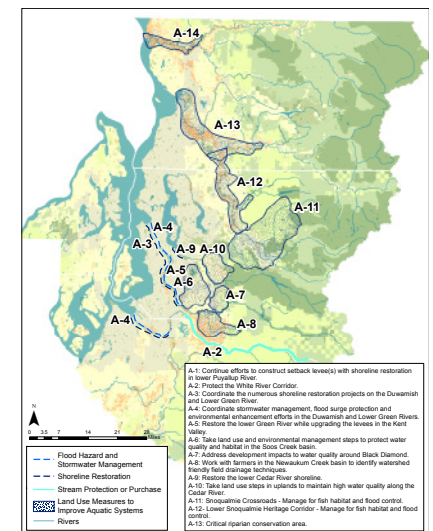 A-14
A-13
A-12
A-11
A-4
A-3
A-9
A-10
A-5
A-6
A-7
A-4
A-8
A-2
N
0 3.5 7 14 21 28
Miles
Flood Hazard and
Stormwater Management
Shoreline Restoration
Stream Protection or Purchase
Land Use Measures to
Improve Aquatic Systems
Rivers
A-1: Continue efforts to construct setback levee(s) with shoreline restoration
in lower Puyallup River.
A-2: Protect the White River Corridor.
A-3: Coordinate the numerous shoreline restoration projects on the Duwamish
and Lower Green River.
A-4: Coordinate stormwater management, flood surge protection and
environmental enhancement efforts in the Duwamish and Lower Green Rivers.
A-5: Restore the lower Green River while upgrading the levees in the Kent
Valley.
A-6: Take land use and environmental management steps to protect water
quality and habitat in the Soos Creek basin.
A-7: Address development impacts to water quality around Black Diamond.
A-8: Work with farmers in the Newaukum Creek basin to identify watershed
friendly field drainage techniques.
A-9: Restore the lower Cedar River shoreline.
A-10: Take land use steps in uplands to maintain high water quality along the
Cedar River.
A-11: Snoqualmie Crossroads - Manage for fish habitat and flood control.
A-12- Lower Snoqualmie Heritage Corridor - Manage for fish habitat and flood
control.
A-13: Critical riparian conservation area.